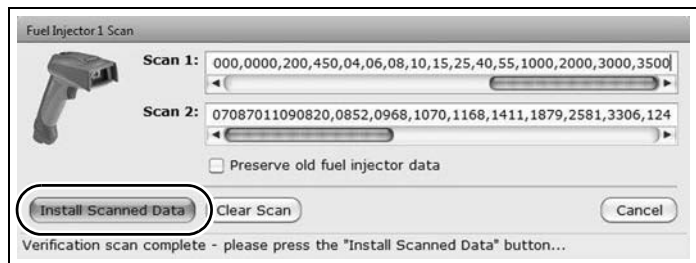 Fuel Injector 1 Scan
Scan 1: 000,0000,200,450,04,06,08,10,15,25,40,55,1000,2000,3000,3500
Scan 2: 07087011090820,0852,0968,1070,1168,1411,1879,2581,3306,124
Preserve old fuel injector data
Install Scanned Data Clear Scan Cancel
Verification scan complete - please press the "Install Scanned Data" button...